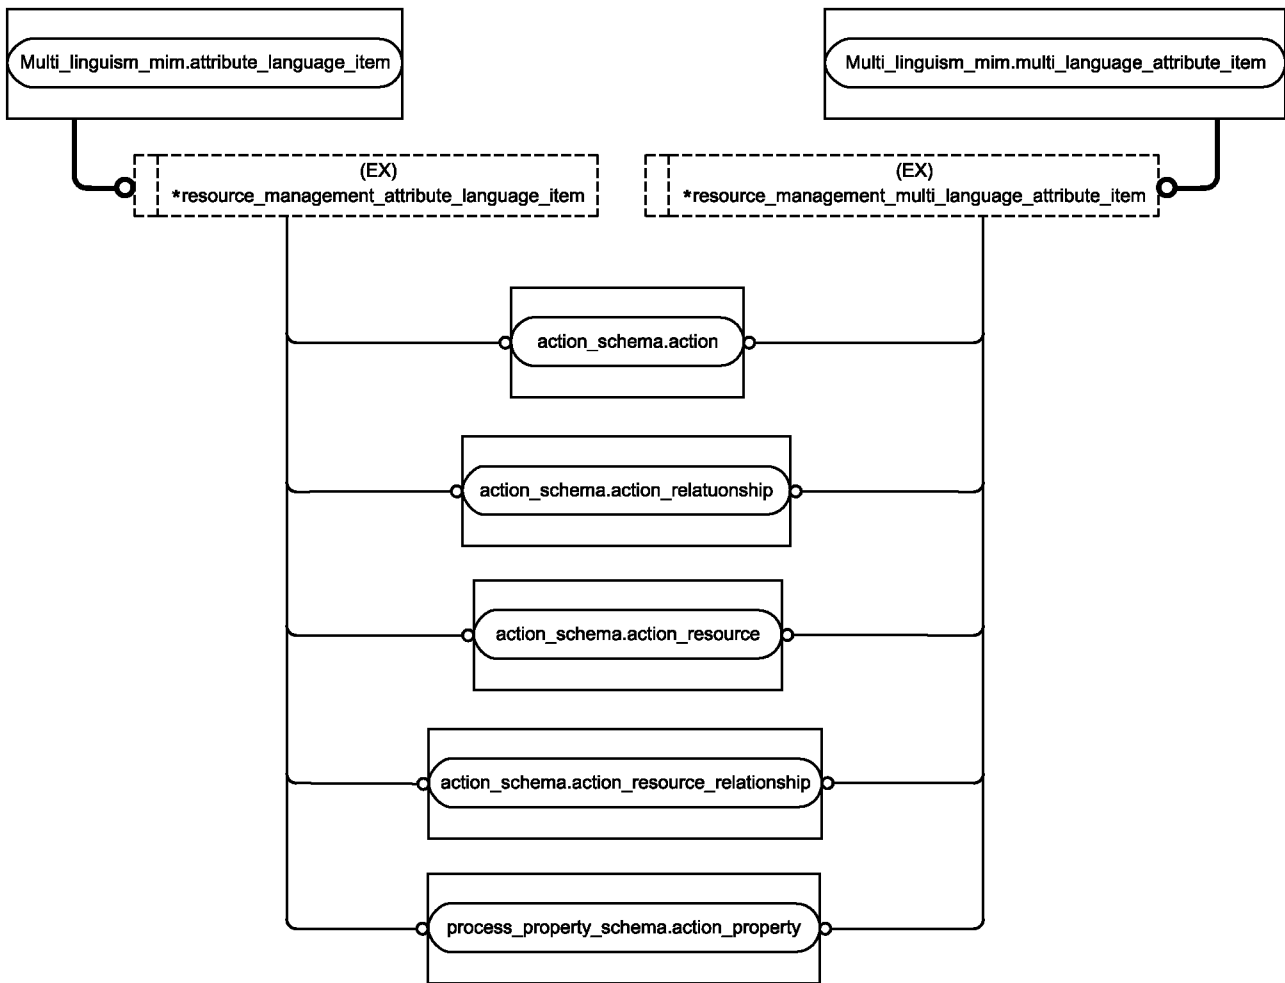 Multi_linguism_mim.attribute_language_item
Multi_linguism_mim.multi_language_attribute_item
(EX)
*resource_management_attribute_language_item
(EX)
*resource_management_multi_language_attribute_item
action_schema.action
action_schema.action_relatuonship
action_schema.action_resource
action_schema.action_resource_relationship
process_property_schema.action_property